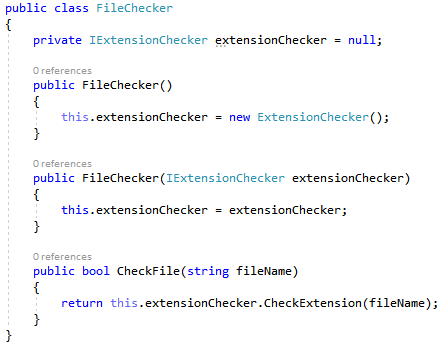 public class FileChecker
{
    private IExtensionChecker extensionChecker = null;
    0 references
    public FileChecker()
    {
        this.extensionChecker = new ExtensionChecker();
    }
    0 references
    public FileChecker(IExtensionChecker extensionChecker)
    {
        this.extensionChecker = extensionChecker;
    }
    0 references
    public bool CheckFile(string fileName)
    {
        return this.extensionChecker.CheckExtension(fileName);
    }
}